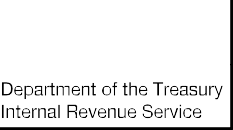 Department of the Treasury
Internal Revenue Service